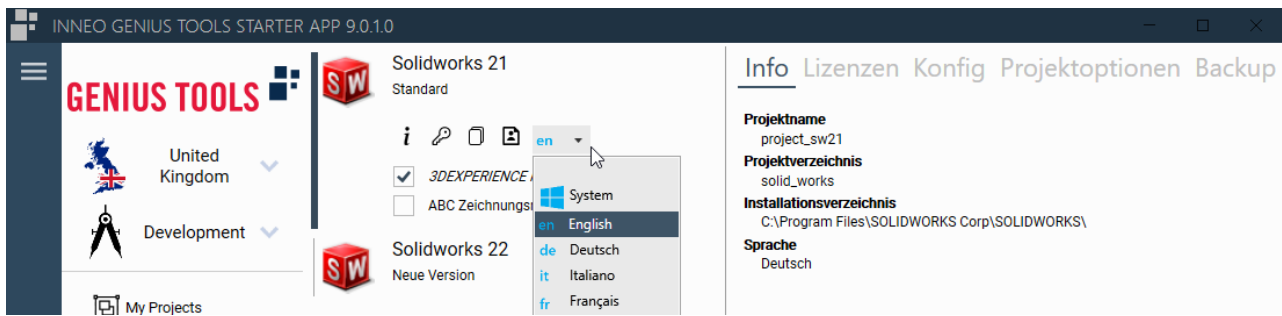 INNEO GENIUS TOOLS STARTER APP 9.0.1.0
GENIUS TOOLS
United
Kingdom
Development
My Projects
Solidworks 21
Standard
en
3DEXPERIENCE
ABC
System
en English
de Deutsch
it Italiano
fr Français
Solidworks 22
Neue Version
Info Lizenzen Konfig Projektoptionen Backup
Projektname
project_sw21
Projektverzeichnis
solid_works
Installationsverzeichnis
C:\Program Files\SOLIDWORKS Corp\SOLIDWORKS\
Sprache
Deutsch